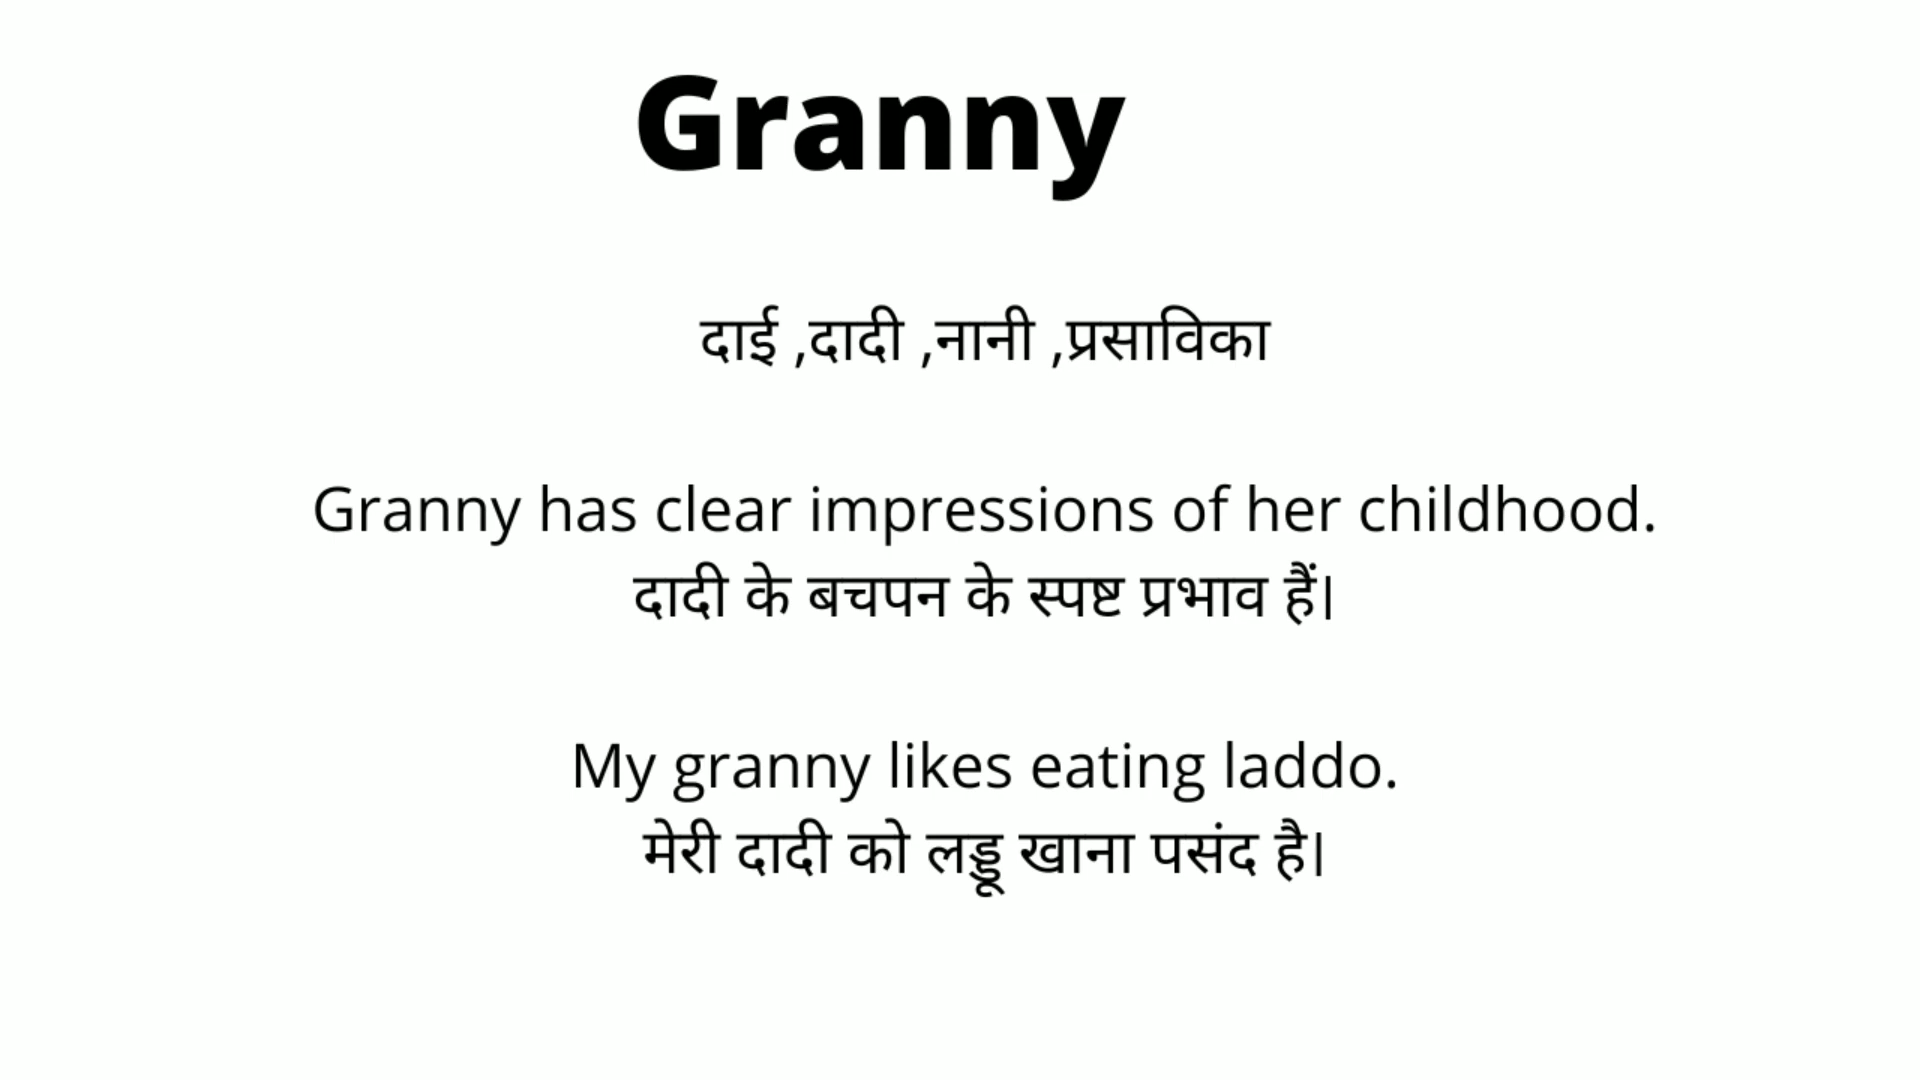 Granny
दाई ,दादी ,नानी ,प्रसाविका
Granny has clear impressions of her childhood.
दादी के बचपन के स्पष्ट प्रभाव हैं।
My granny likes eating laddo.
मेरी दादी को लड्डू खाना पसंद है।